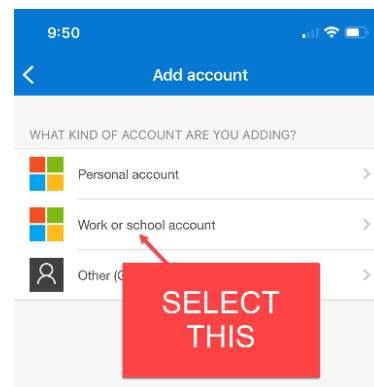 9:50
Add account
WHAT KIND OF ACCOUNT ARE YOU ADDING?
Personal account
Work or school account
Other
SELECT
THIS